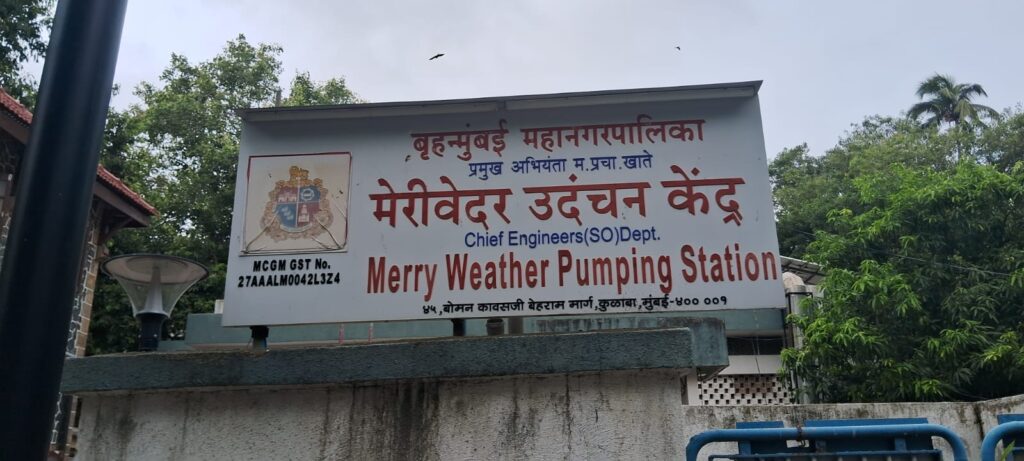 बृहन्मुंबई महानगरपालिका
प्रमुख अभियंता म.प्रचा.खाते
मेरीवेदर उदंचन केंद्र
Chief Engineers(SO)Dept.
Merry Weather Pumping Station
४५,बोमन कावसजी बेहराम मार्ग,कुळाबा,मुंबई-४०० ००१
MCGM GST No.
27AAALM0042L3Z4